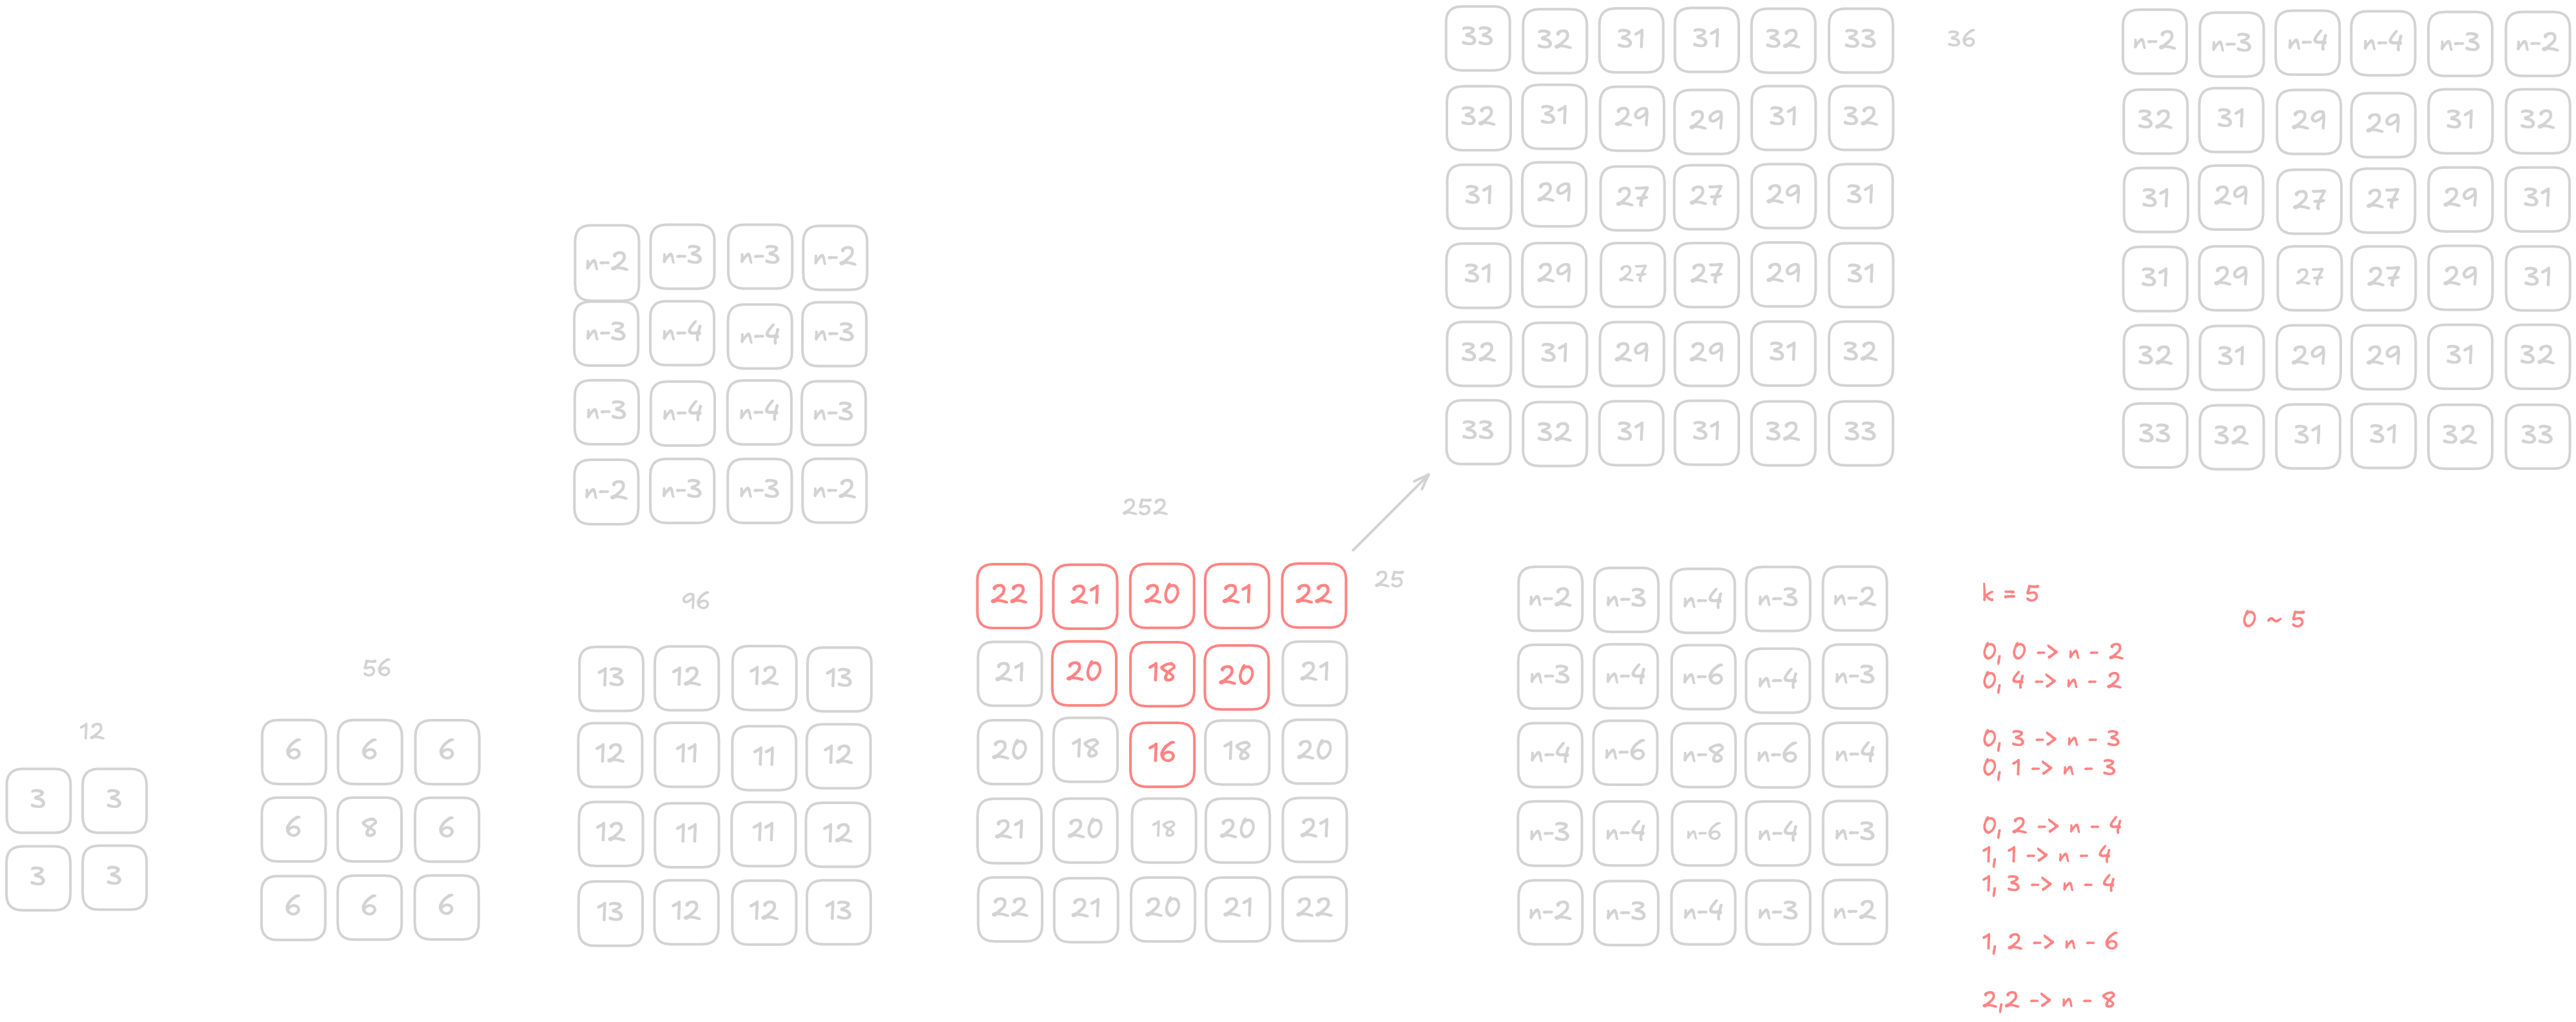 12
3 3
3 3
56
6 6 6
6 8 6
6 6 6
n-2 n-3 n-3 n-2
n-3 n-4 n-4 n-3
n-3 n-4 n-4 n-3
n-2 n-3 n-3 n-2
96
13 12 12 13
12 11 11 12
12 11 11 12
13 12 12 13
252
25
22 21 20 21 22
21 20 18 20 21
20 18 16 18 20
21 20 18 20 21
22 21 20 21 22
36
33 32 31 31 32 33
32 31 29 29 31 32
31 29 27 27 29 31
31 29 27 27 29 31
32 31 29 29 31 32
33 32 31 31 32 33
n-2 n-3 n-4 n-4 n-3 n-2
32 31 29 29 31 32
31 29 27 27 29 31
31 29 27 27 29 31
32 31 29 29 31 32
33 32 31 31 32 33
n-2 n-3 n-4 n-3 n-2
n-3 n-4 n-6 n-4 n-3
n-4 n-6 n-8 n-6 n-4
n-3 n-4 n-6 n-4 n-3
n-2 n-3 n-4 n-3 n-2
k = 5
0 ~ 5
0, 0 -> n - 2
0, 4 -> n - 2
0, 3 -> n - 3
0, 1 -> n - 3
0, 2 -> n - 4
1, 1 -> n - 4
1, 3 -> n - 4
1, 2 -> n - 6
2,2 -> n - 8